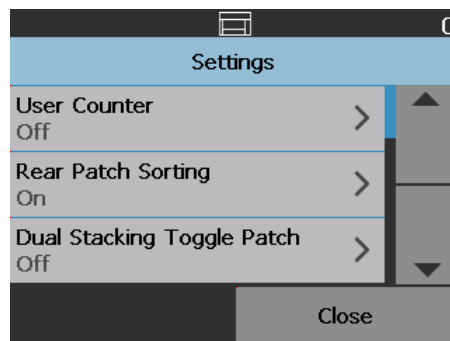 Settings
User Counter
Off
Rear Patch Sorting
On
Dual Stacking Toggle Patch
Off
Close